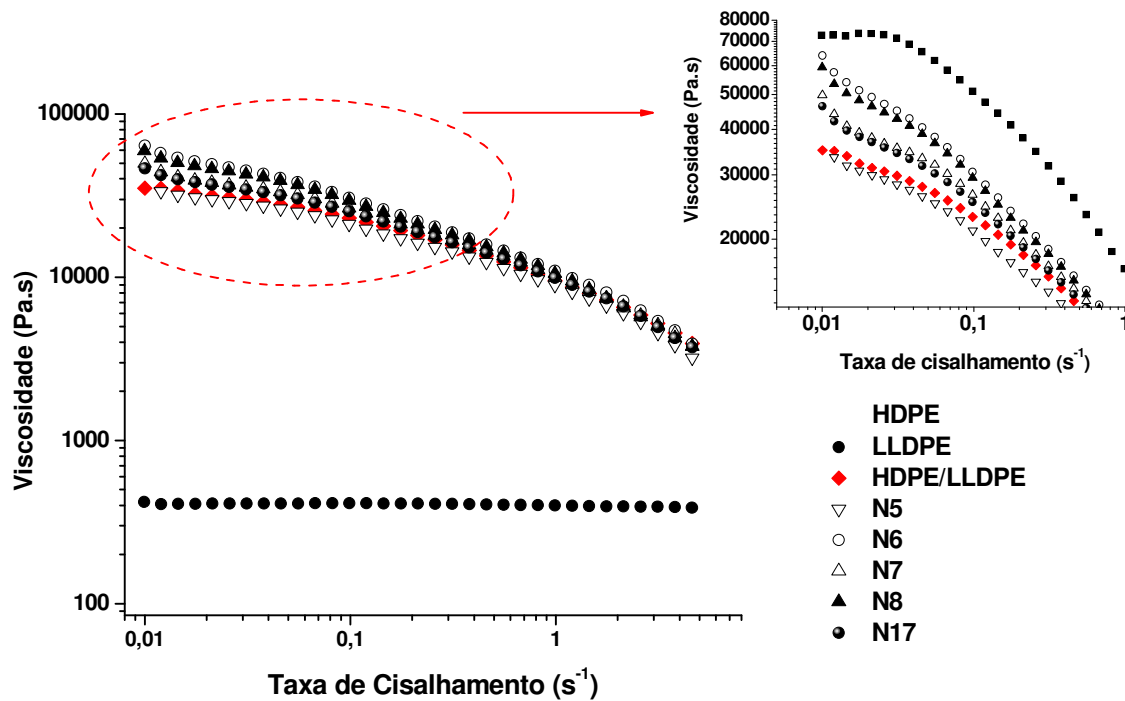 100000
10000
1000
100
0,01
0,1
1
Viscosidade (Pa.s)
Taxa de Cisalhamento (s⁻¹)
80000
70000
60000
50000
40000
30000
20000
0,01
0,1
1
Viscosidade (Pa.s)
Taxa de cisalhamento (s⁻¹)
HDPE
LLDPE
HDPE/LLDPE
N5
N6
N7
N8
N17